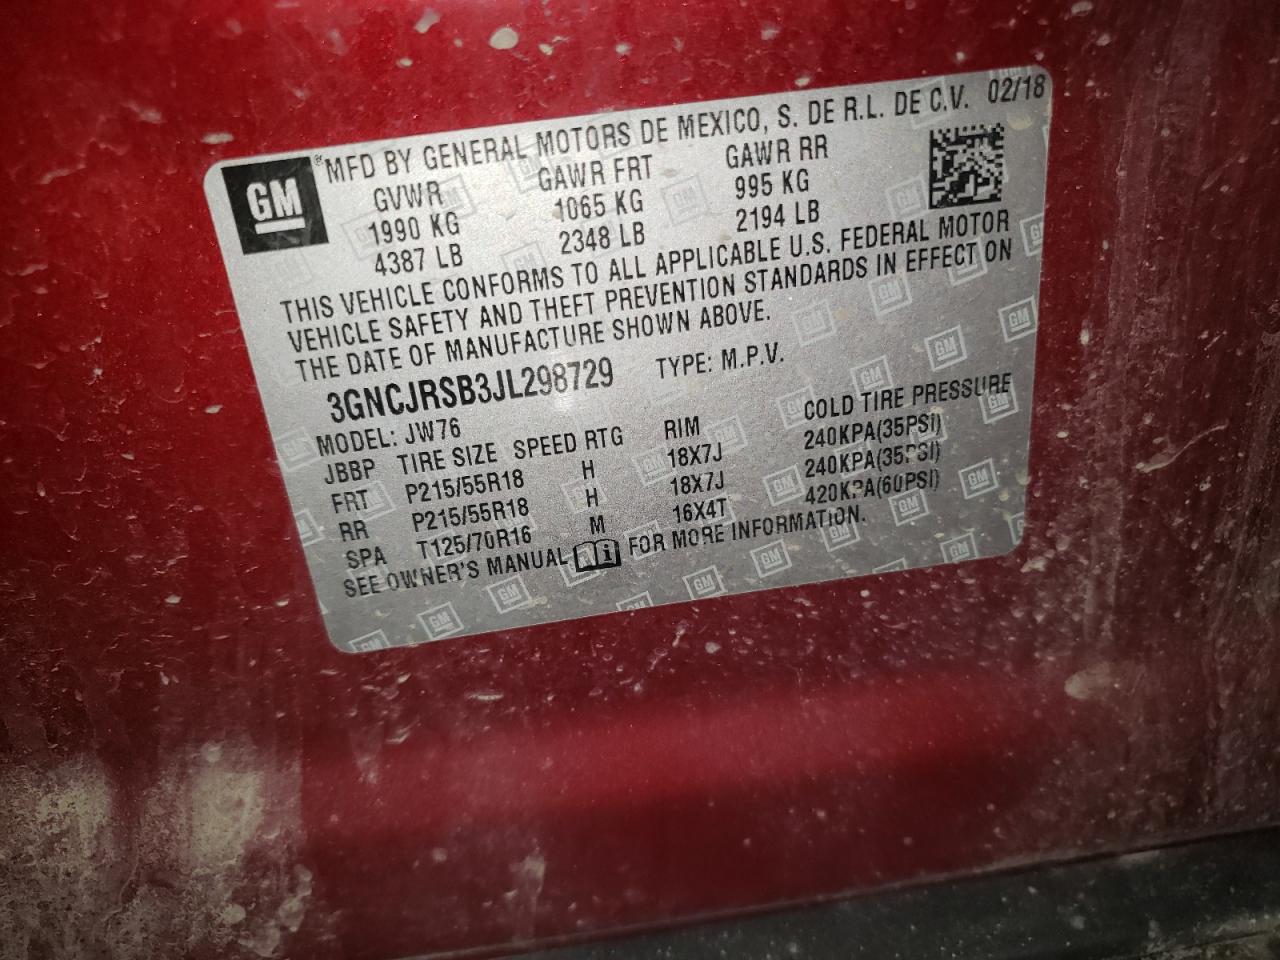 GM ® MFD BY GENERAL MOTORS DE MEXICO, S. DE R.L. DE C.V. 02/18
GVWR GAWR FRT GAWR RR
1990 KG 1065 KG 995 KG
4387 LB 2348 LB 2194 LB
THIS VEHICLE CONFORMS TO ALL APPLICABLE U.S. FEDERAL MOTOR
VEHICLE SAFETY AND THEFT PREVENTION STANDARDS IN EFFECT ON
THE DATE OF MANUFACTURE SHOWN ABOVE.
3GNCJRSB3JL298729 TYPE: M.P.V.
MODEL: JW76
JBBP TIRE SIZE SPEED RTG RIM COLD TIRE PRESSURE
FRT P215/55R18 H 18X7J 240KPA(35PSI)
RR P215/55R18 H 18X7J 240KPA(35PSI)
SPA T125/70R16 M 16X4T 420KPA(60PSI)
SEE OWNER'S MANUAL FOR MORE INFORMATION.